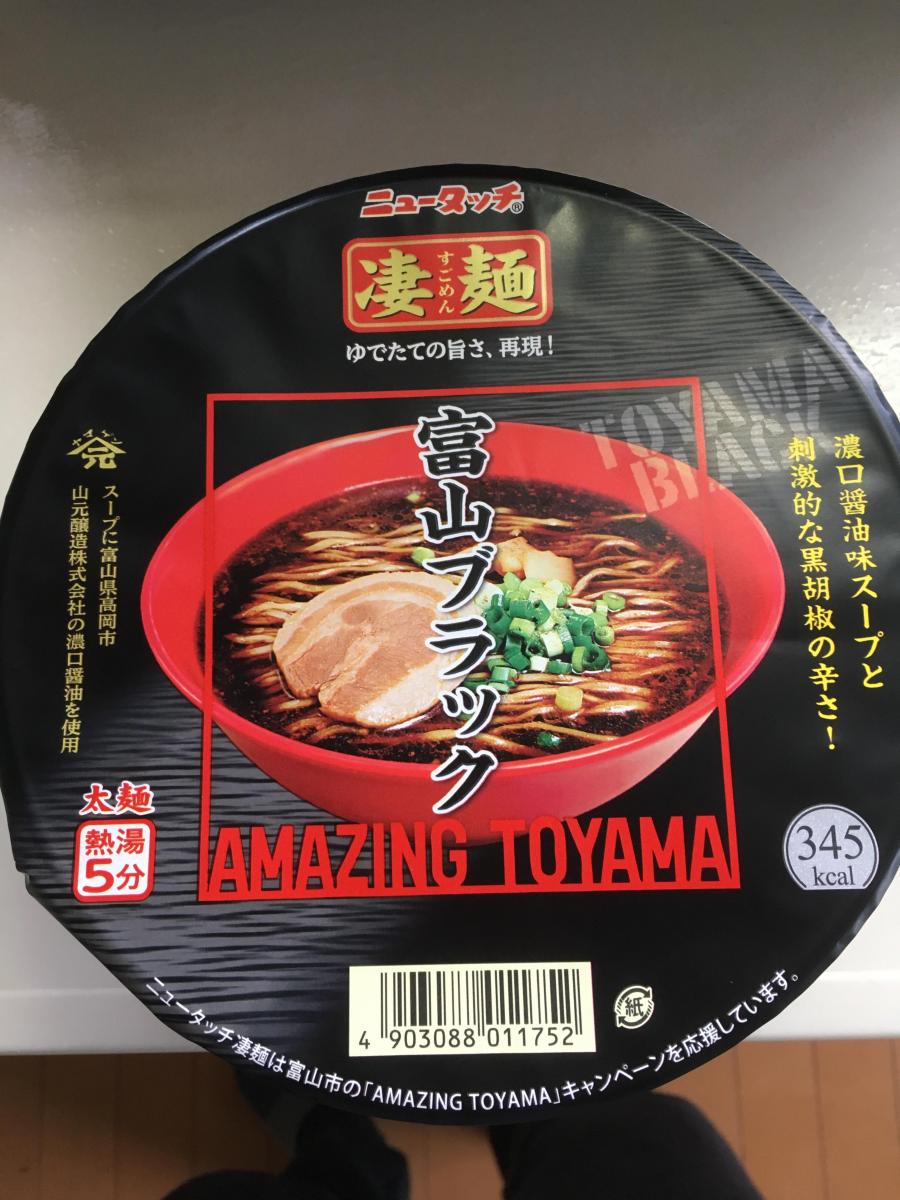 ニュータッチ®
凄麺
すごめん
ゆでたての旨さ、再現!
TOYAMA
BLACK
富山ブラック
濃口醤油味スープと
刺激的な黒胡椒の辛さ!
元
スープに富山県高岡市
山元醸造株式会社の濃口醤油を使用
太麺
熱湯
5分
AMAZING TOYAMA
345
kcal
4 903088 011752
紙
ニュータッチ凄麺は富山市の「AMAZING TOYAMA」キャンペーンを応援しています。